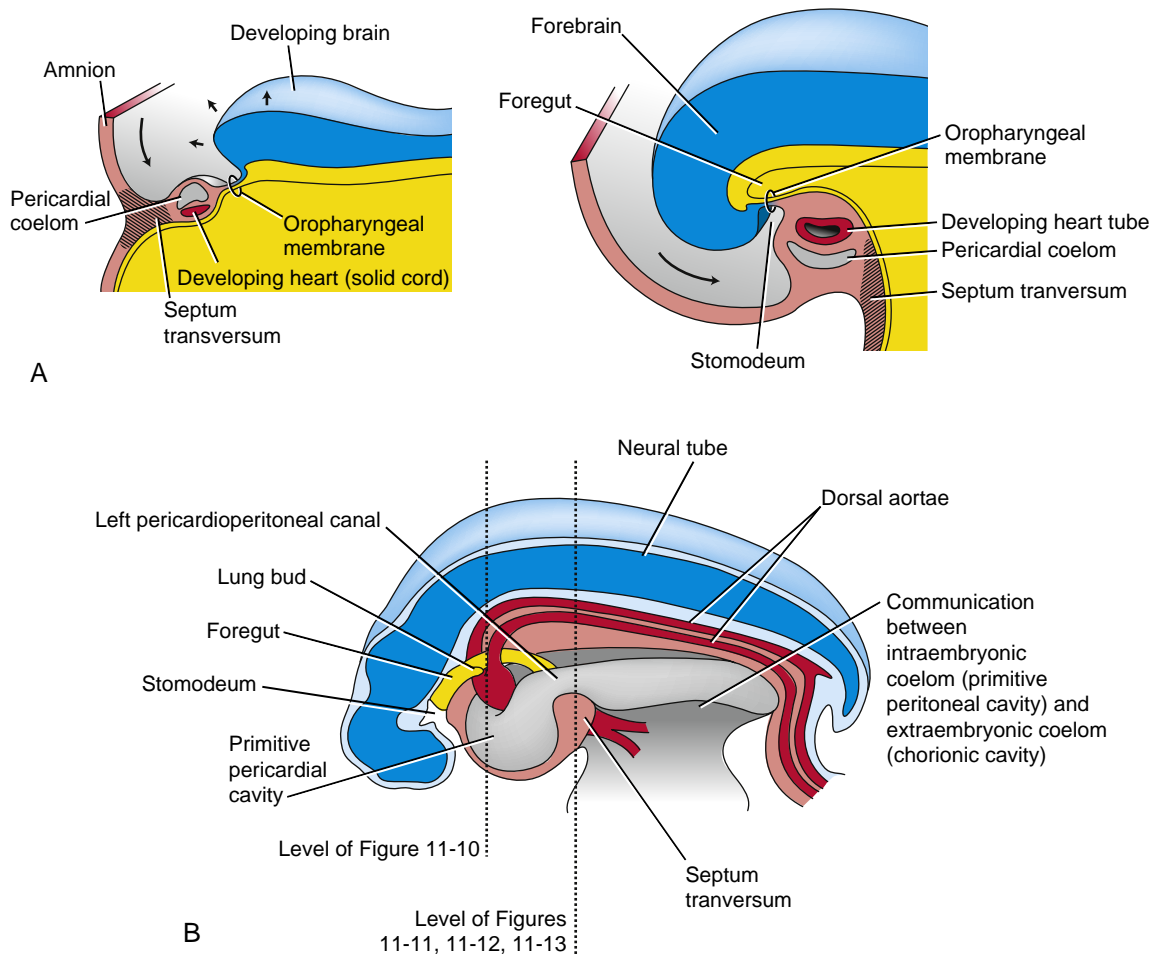 Developing brain
Amnion
Pericardial
coelom
Oropharyngeal
membrane
Developing heart (solid cord)
Septum
transversum
A
Forebrain
Foregut
Oropharyngeal
membrane
Developing heart tube
Pericardial coelom
Septum tranversum
Stomodeum
Neural tube
Dorsal aortae
Left pericardioperitoneal canal
Lung bud
Foregut
Stomodeum
Primitive
pericardial
cavity
Communication
between
intraembryonic
coelom (primitive
peritoneal cavity) and
extraembryonic coelom
(chorionic cavity)
Level of Figure 11-10
Septum
tranversum
Level of Figures
11-11, 11-12, 11-13
B